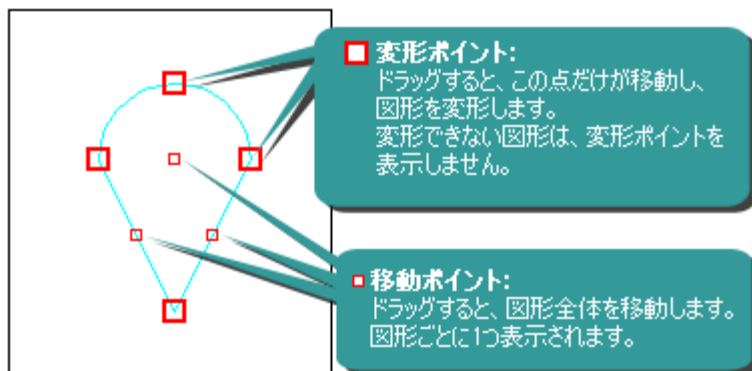 変形ポイント:
ドラッグすると、この点だけが移動し、
図形を変形します。
変形できない図形は、変形ポイントを
表示しません。
移動ポイント:
ドラッグすると、図形全体を移動します。
図形ごとに1つ表示されます。